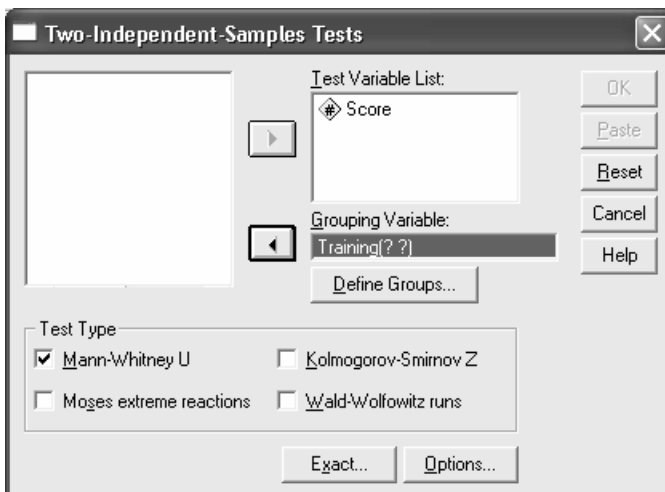 Two-Independent-Samples Tests
Test Variable List:
# Score
OK
Paste
Reset
Grouping Variable:
Training(? ?)
Cancel
Help
Define Groups...
Test Type
Mann-Whitney U
Kolmogorov-Smirnov Z
Moses extreme reactions
Wald-Wolfowitz runs
Exact...
Options...